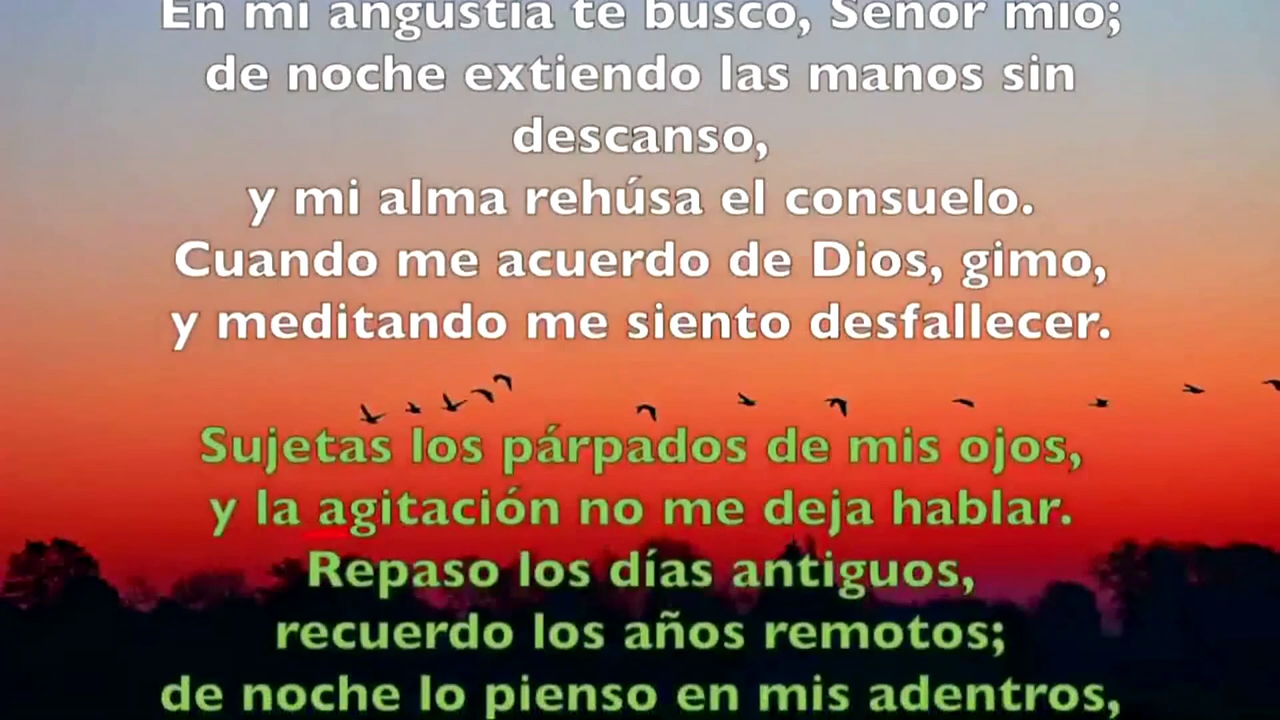 En mi angustia te busco, Señor mío;
de noche extiendo las manos sin
descanso,
y mi alma rehúsa el consuelo.
Cuando me acuerdo de Dios, gimo,
y meditando me siento desfallecer.
Sujetas los párpados de mis ojos,
y la agitación no me deja hablar.
Repaso los días antiguos,
recuerdo los años remotos;
de noche lo pienso en mis adentros,